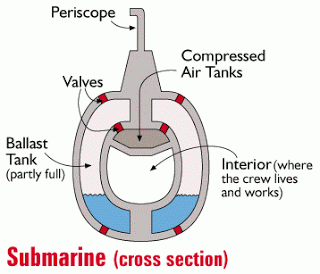 Periscope
Compressed
Air Tanks
Valves
Ballast
Tank
(partly full)
Interior (where
the crew lives
and works)
Submarine (cross section)